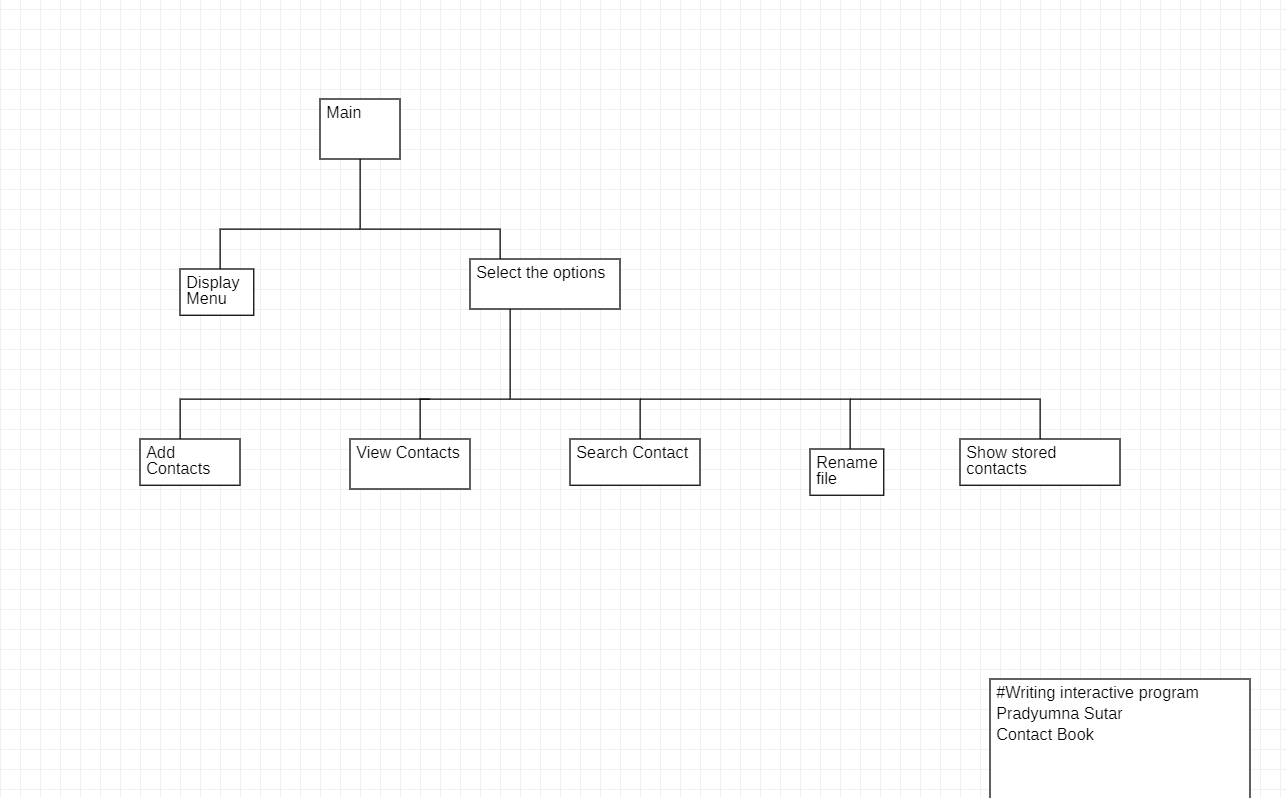 Main
Display
Menu
Select the options
Add
Contacts
View Contacts
Search Contact
Rename
file
Show stored
contacts
#Writing interactive program
Pradyumna Sutar
Contact Book